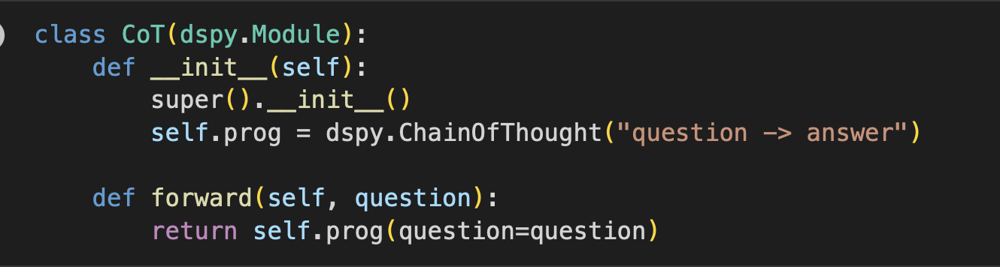 class CoT(dspy.Module):
    def __init__(self):
        super().__init__()
        self.prog = dspy.ChainOfThought("question -> answer")

    def forward(self, question):
        return self.prog(question=question)